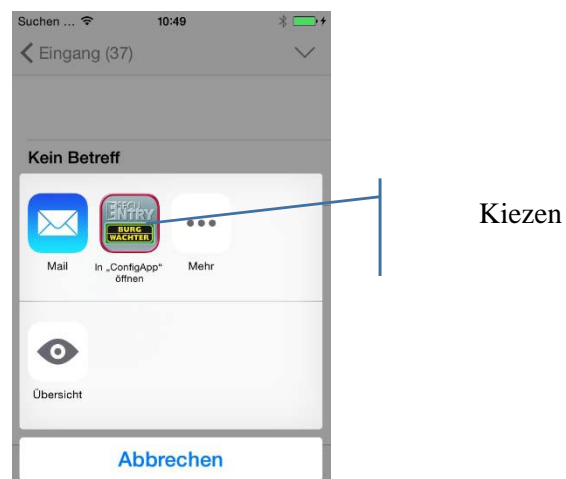 Suchen ... 10:49
Eingang (37)
Kein Betreff
SECU
ENTRY
BURG
WÄCHTER
Kiezen
Mail
In „ConfigApp“
öffnen
Mehr
Übersicht
Abbrechen